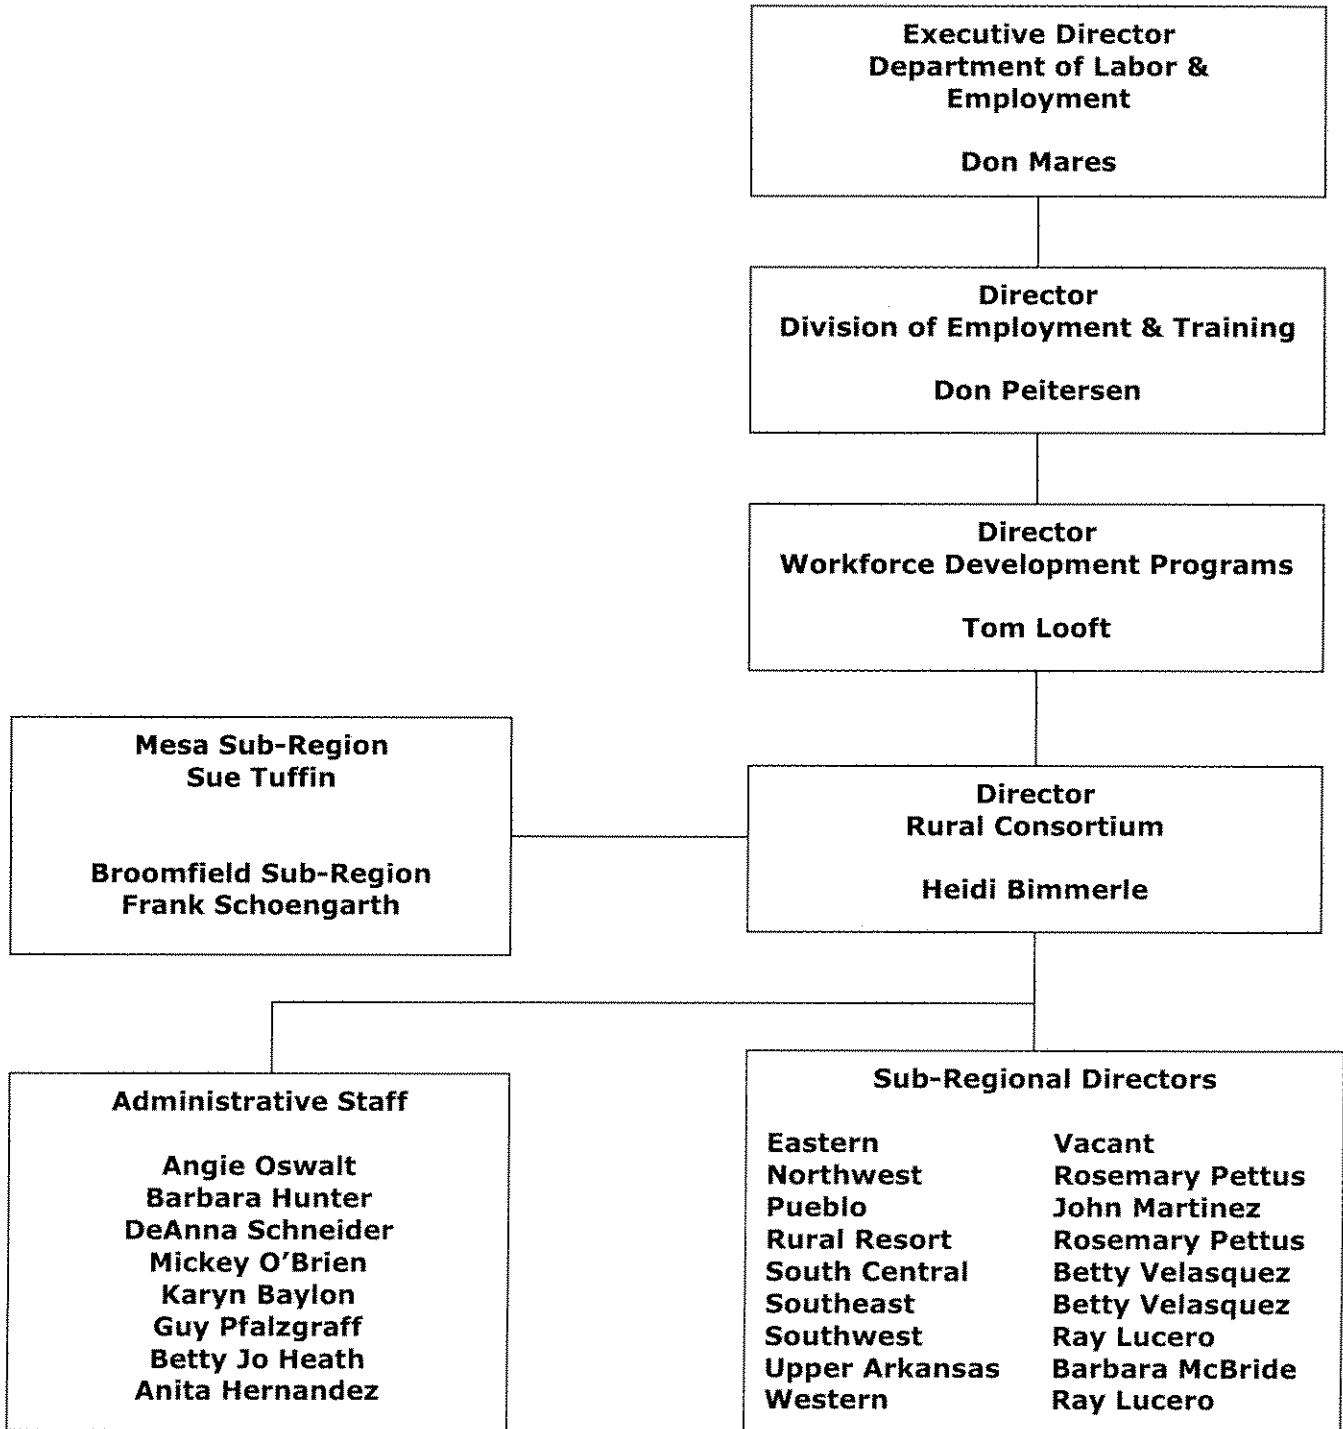 Executive Director
Department of Labor &
Employment
Don Mares
Director
Division of Employment & Training
Don Peitersen
Director
Workforce Development Programs
Tom Looft
Mesa Sub-Region
Sue Tuffin
Broomfield Sub-Region
Frank Schoengarth
Director
Rural Consortium
Heidi Bimmerle
Administrative Staff
Angie Oswalt
Barbara Hunter
DeAnna Schneider
Mickey O'Brien
Karyn Baylon
Guy Pfalzgraff
Betty Jo Heath
Anita Hernandez
Sub-Regional Directors
Eastern Vacant
Northwest Rosemary Pettus
Pueblo John Martinez
Rural Resort Rosemary Pettus
South Central Betty Velasquez
Southeast Betty Velasquez
Southwest Ray Lucero
Upper Arkansas Barbara McBride
Western Ray Lucero